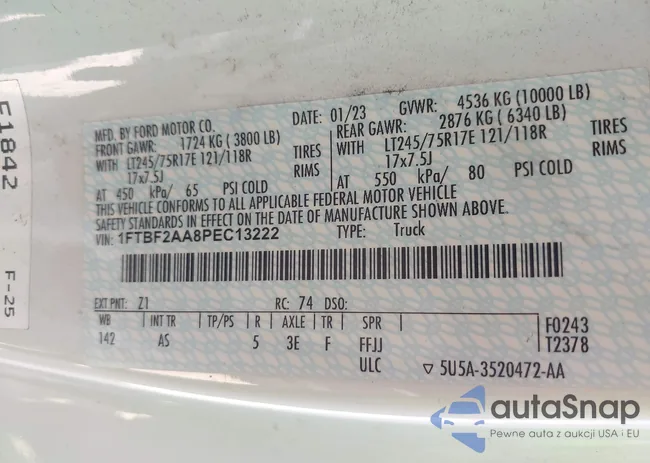 F1842
F-25
MFD. BY FORD MOTOR CO.
DATE: 01/23
GVWR: 4536 KG (10000 LB)
FRONT GAWR: 1724 KG ( 3800 LB)
REAR GAWR: 2876 KG ( 6340 LB)
WITH LT245/75R17E 121/118R TIRES
WITH LT245/75R17E 121/118R TIRES
17x7.5J RIMS
17x7.5J RIMS
AT 450 kPa/ 65 PSI COLD
AT 550 kPa/ 80 PSI COLD
THIS VEHICLE CONFORMS TO ALL APPLICABLE FEDERAL MOTOR VEHICLE
SAFETY STANDARDS IN EFFECT ON THE DATE OF MANUFACTURE SHOWN ABOVE.
VIN: 1FTBF2AA8PEC13222
TYPE: Truck
EXT PNT: Z1 RC: 74 DSO:
WB INT TR TP/PS R AXLE TR SPR
142 AS 5 3E F FFJJ
ULC
F0243
T2378
▽ 5U5A-3520472-AA
autaSnap
Pewne auta z aukcji USA i EU